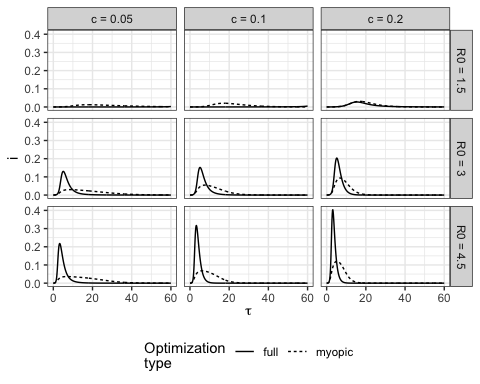 c = 0.05 c = 0.1 c = 0.2
0.4
0.3
0.2
0.1
0.0
R0 = 1.5
0.4
0.3
0.2
0.1
0.0
R0 = 3
0.4
0.3
0.2
0.1
0.0
R0 = 4.5
i
0 20 40 60 0 20 40 60 0 20 40 60
τ
Optimization
type
full myopic